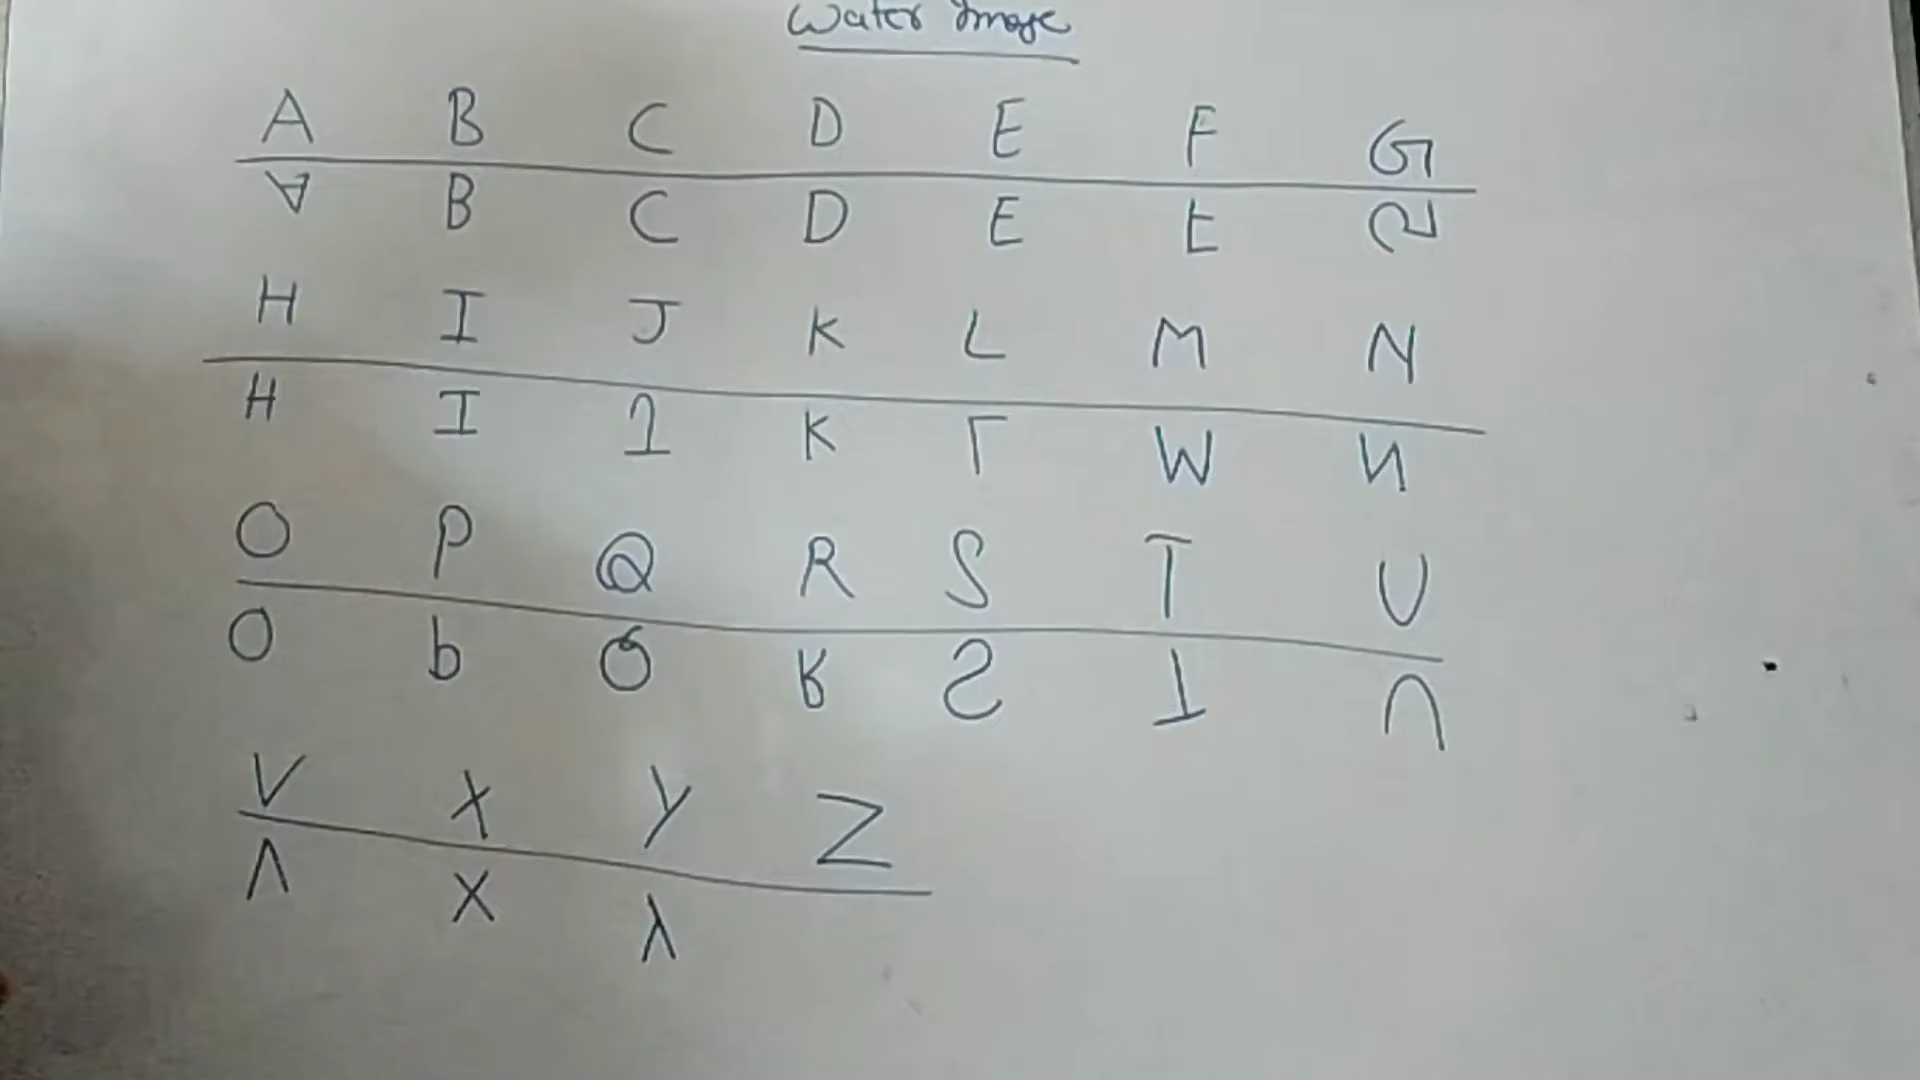 Water Image
A B C D E F G
∀ B C D E Ⅎ
H I J K L M N
H I K Γ W И
O P Q R S T U
O b Ƨ ⊥ ∩
V X Y Z
Λ X ⅄